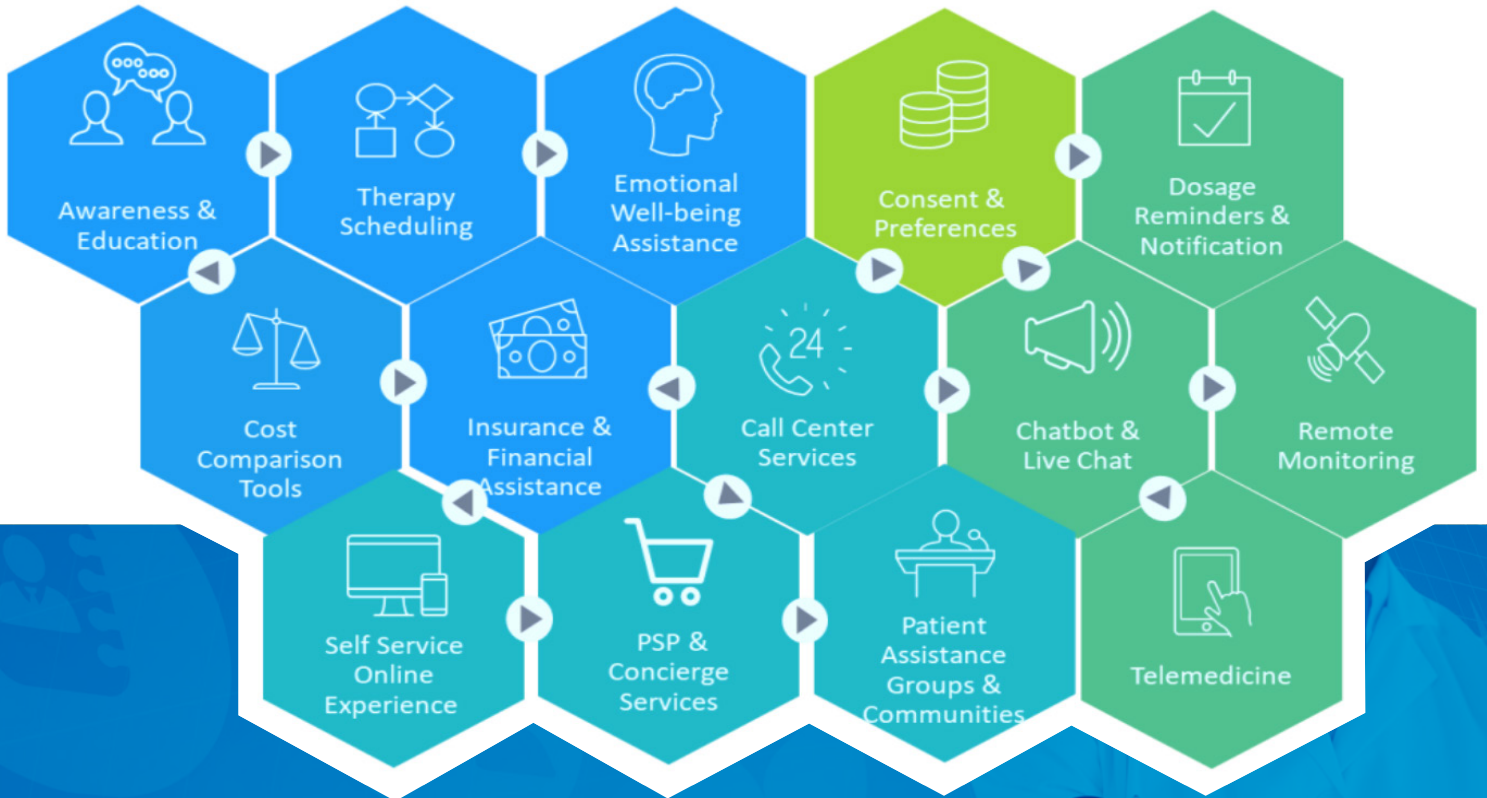 Awareness &
Education
Therapy
Scheduling
Emotional
Well-being
Assistance
Consent &
Preferences
Dosage
Reminders &
Notification
Cost
Comparison
Tools
Insurance &
Financial
Assistance
24
Call Center
Services
Chatbot &
Live Chat
Remote
Monitoring
Self Service
Online
Experience
PSP &
Concierge
Services
Patient
Assistance
Groups &
Communities
Telemedicine